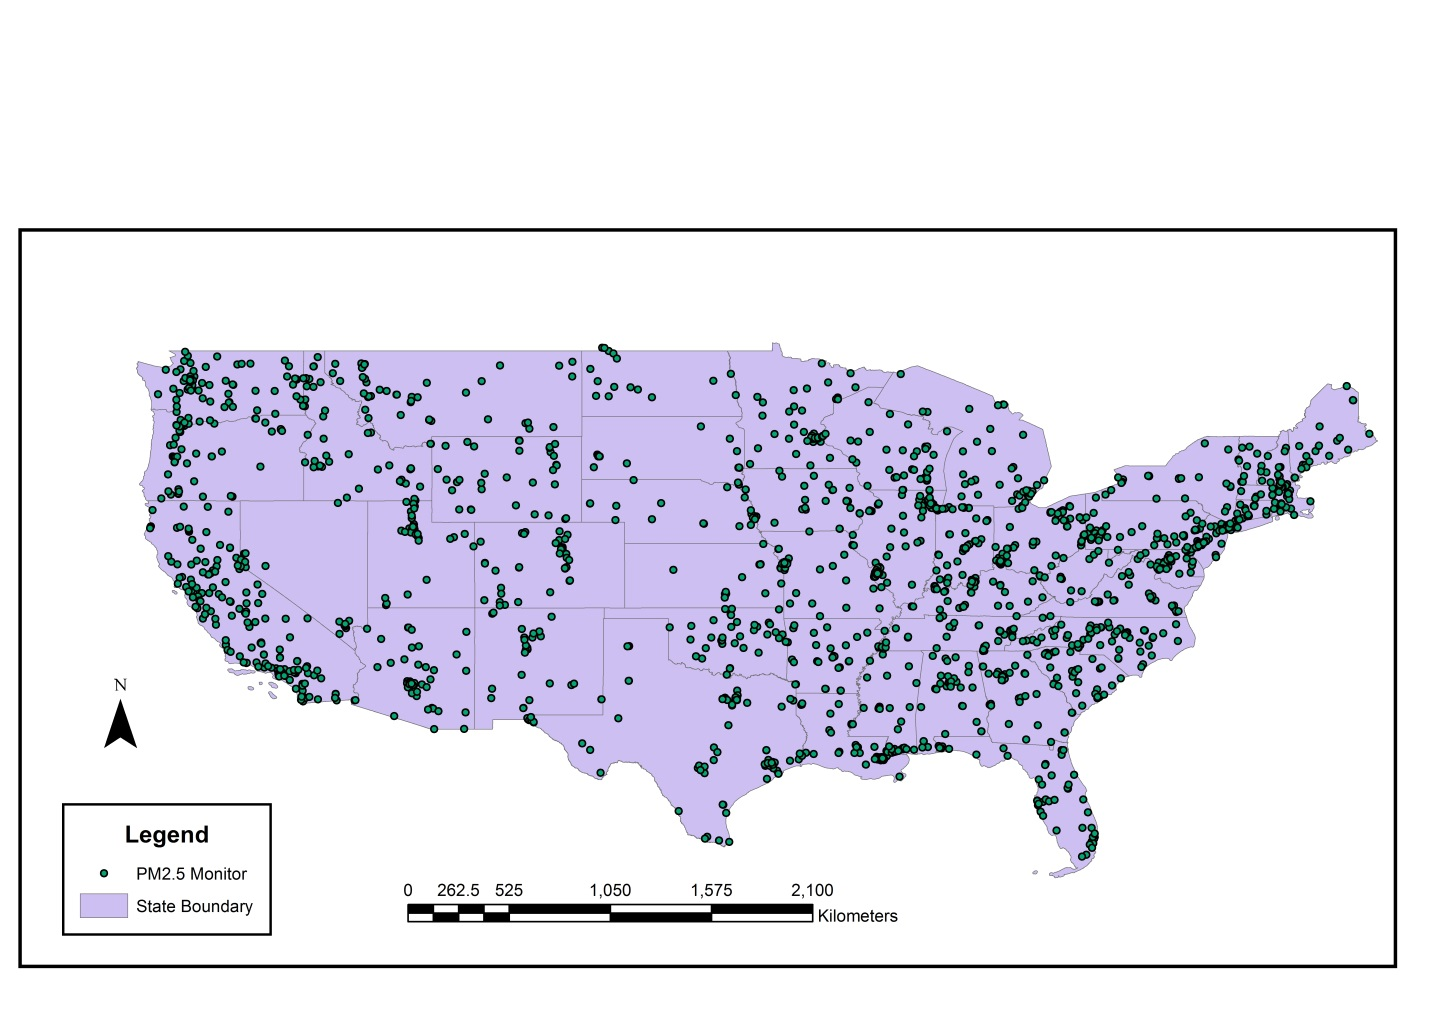 N
Legend
PM2.5 Monitor
State Boundary
0 262.5 525 1,050 1,575 2,100
Kilometers